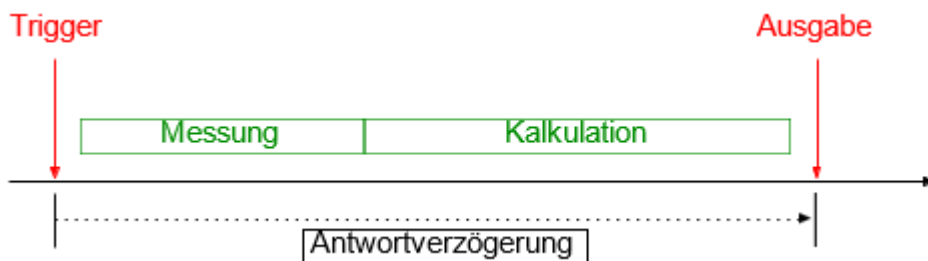 Trigger
Ausgabe
Messung
Kalkulation
Antwortverzögerung